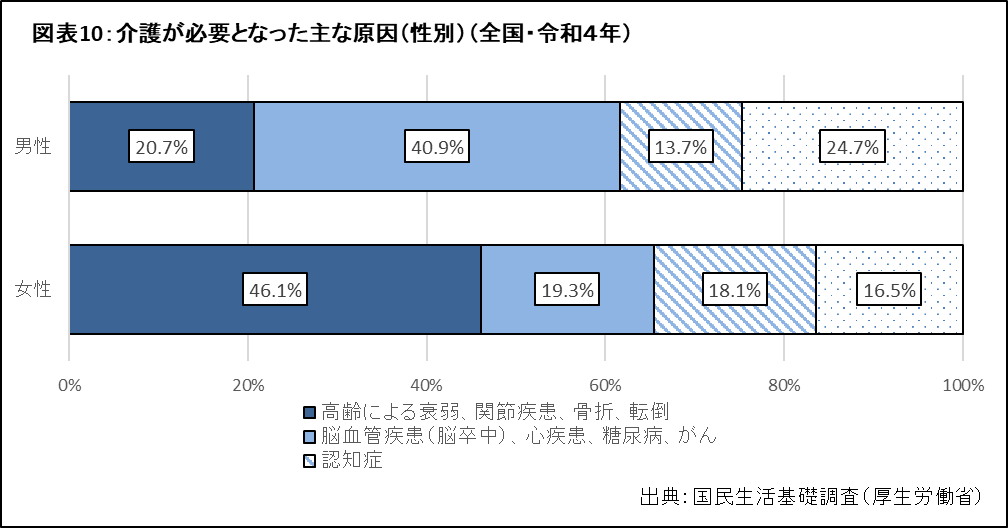 図表10：介護が必要となった主な原因（性別）（全国・令和４年）
男性
20.7%
40.9%
13.7%
24.7%
女性
46.1%
19.3%
18.1%
16.5%
0%
20%
40%
60%
80%
100%
高齢による衰弱、関節疾患、骨折、転倒
脳血管疾患（脳卒中）、心疾患、糖尿病、がん
認知症
出典：国民生活基礎調査（厚生労働省）